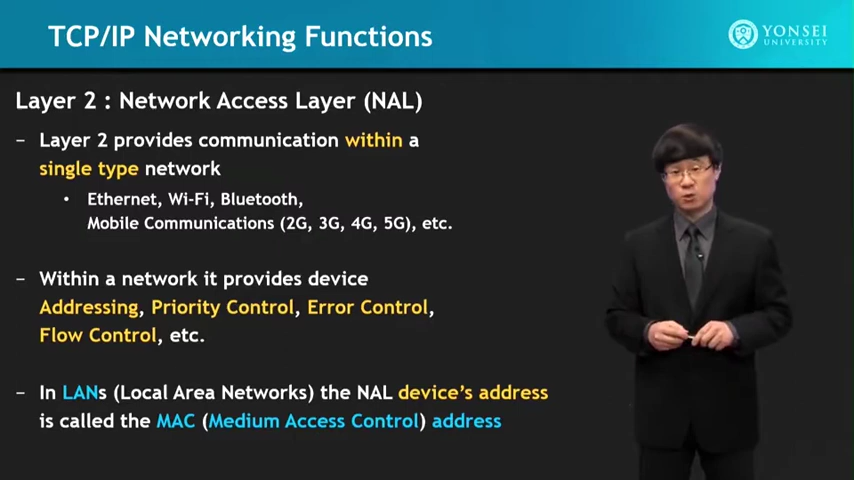 TCP/IP Networking Functions
YONSEI
UNIVERSITY
Layer 2 : Network Access Layer (NAL)
– Layer 2 provides communication within a
single type network
• Ethernet, Wi-Fi, Bluetooth,
Mobile Communications (2G, 3G, 4G, 5G), etc.
– Within a network it provides device
Addressing, Priority Control, Error Control,
Flow Control, etc.
– In LANs (Local Area Networks) the NAL device's address
is called the MAC (Medium Access Control) address